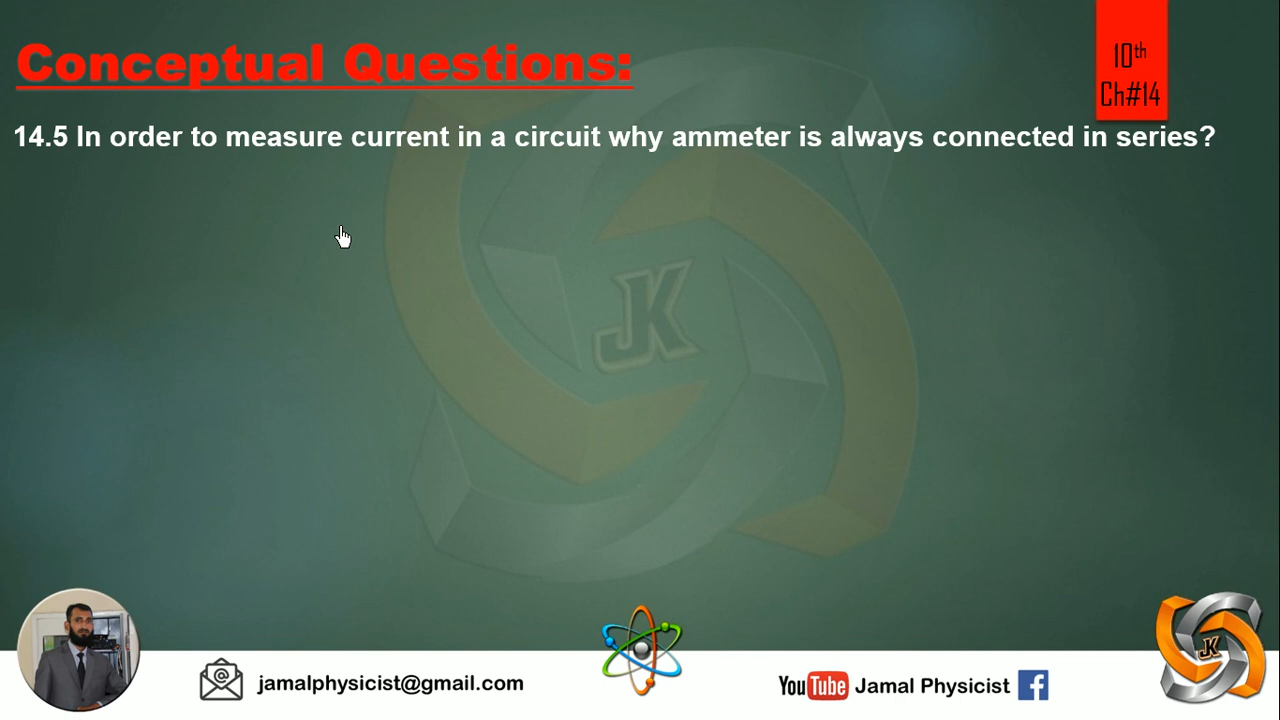 Conceptual Questions:
10th
Ch#14
14.5 In order to measure current in a circuit why ammeter is always connected in series?
JK
jamalphysicist@gmail.com
YouTube Jamal Physicist f
JK